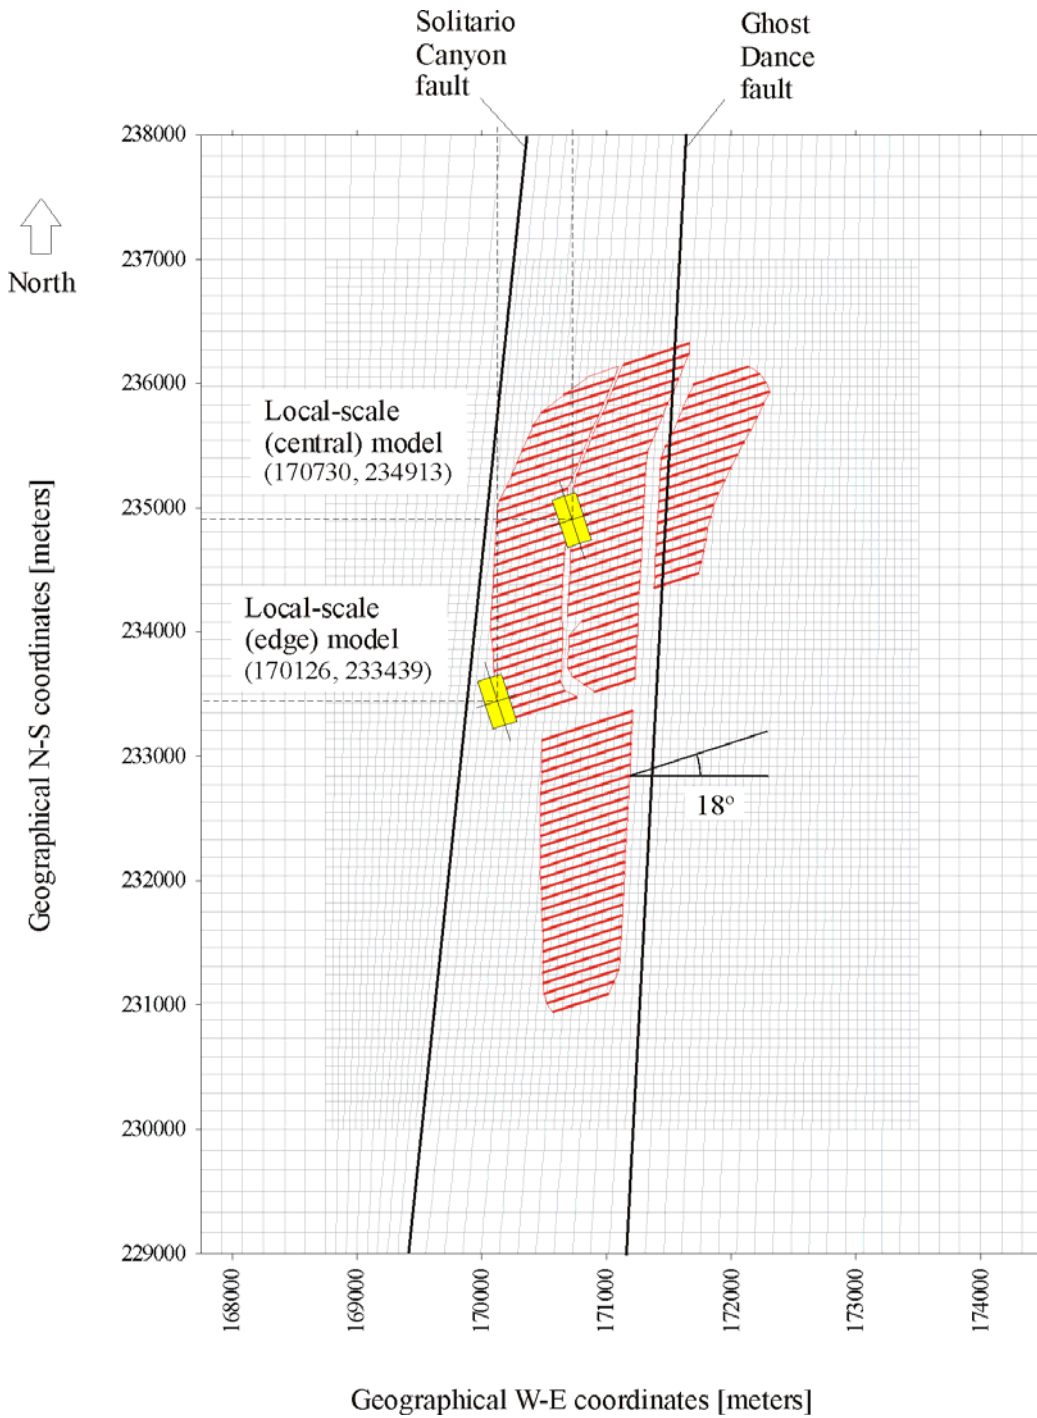 Solitario
Canyon
fault
Ghost
Dance
fault
238000
237000
236000
235000
234000
233000
232000
231000
230000
229000
North
Local-scale
(central) model
(170730, 234913)
Local-scale
(edge) model
(170126, 233439)
18°
Geographical N-S coordinates [meters]
168000
169000
170000
171000
172000
173000
174000
Geographical W-E coordinates [meters]